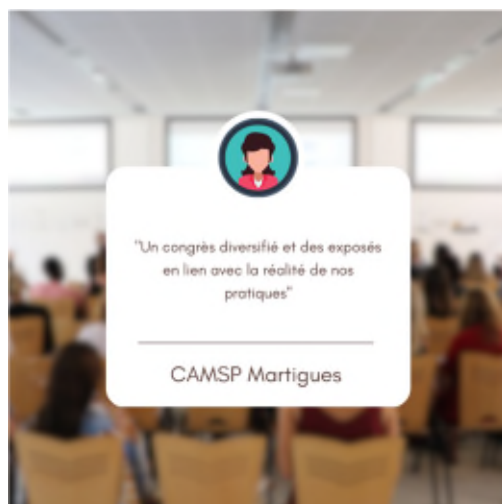 "Un congrès diversifié et des exposés
en lien avec la réalité de nos
pratiques"
CAMSP Martigues